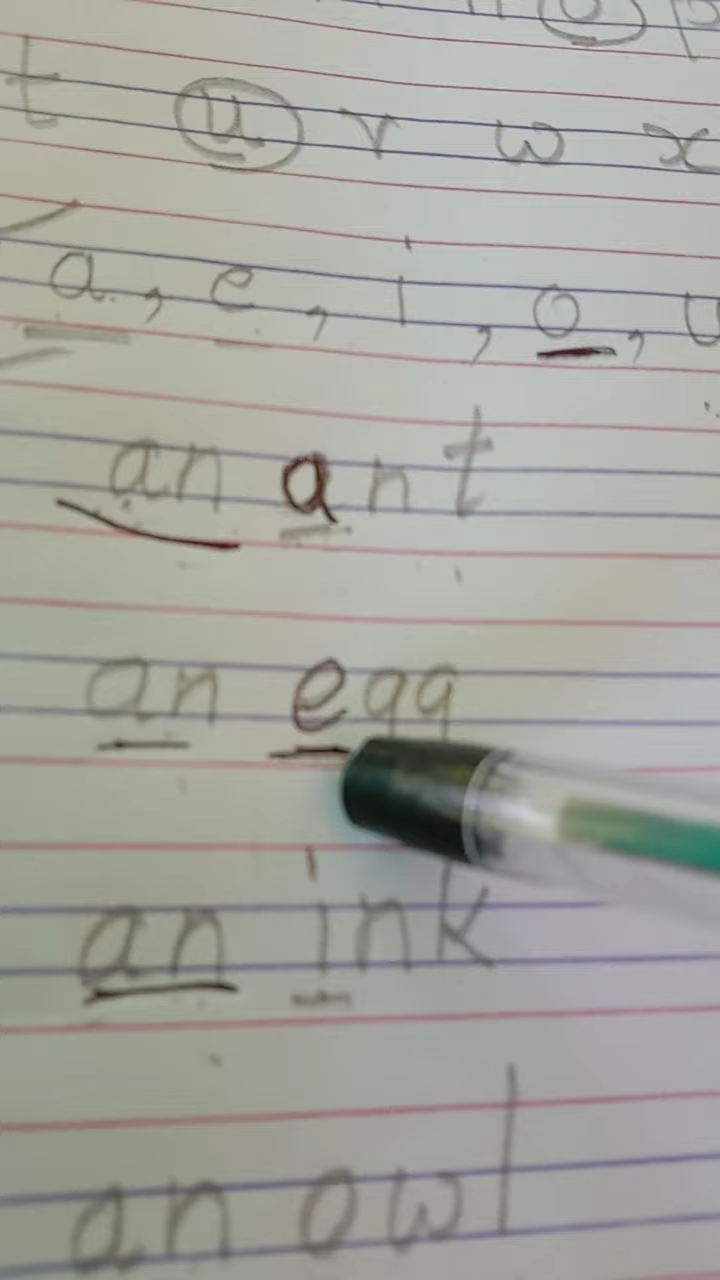 o p
t u v w x
a, e, i, o, u
an ant
an egg
an ink
an owl